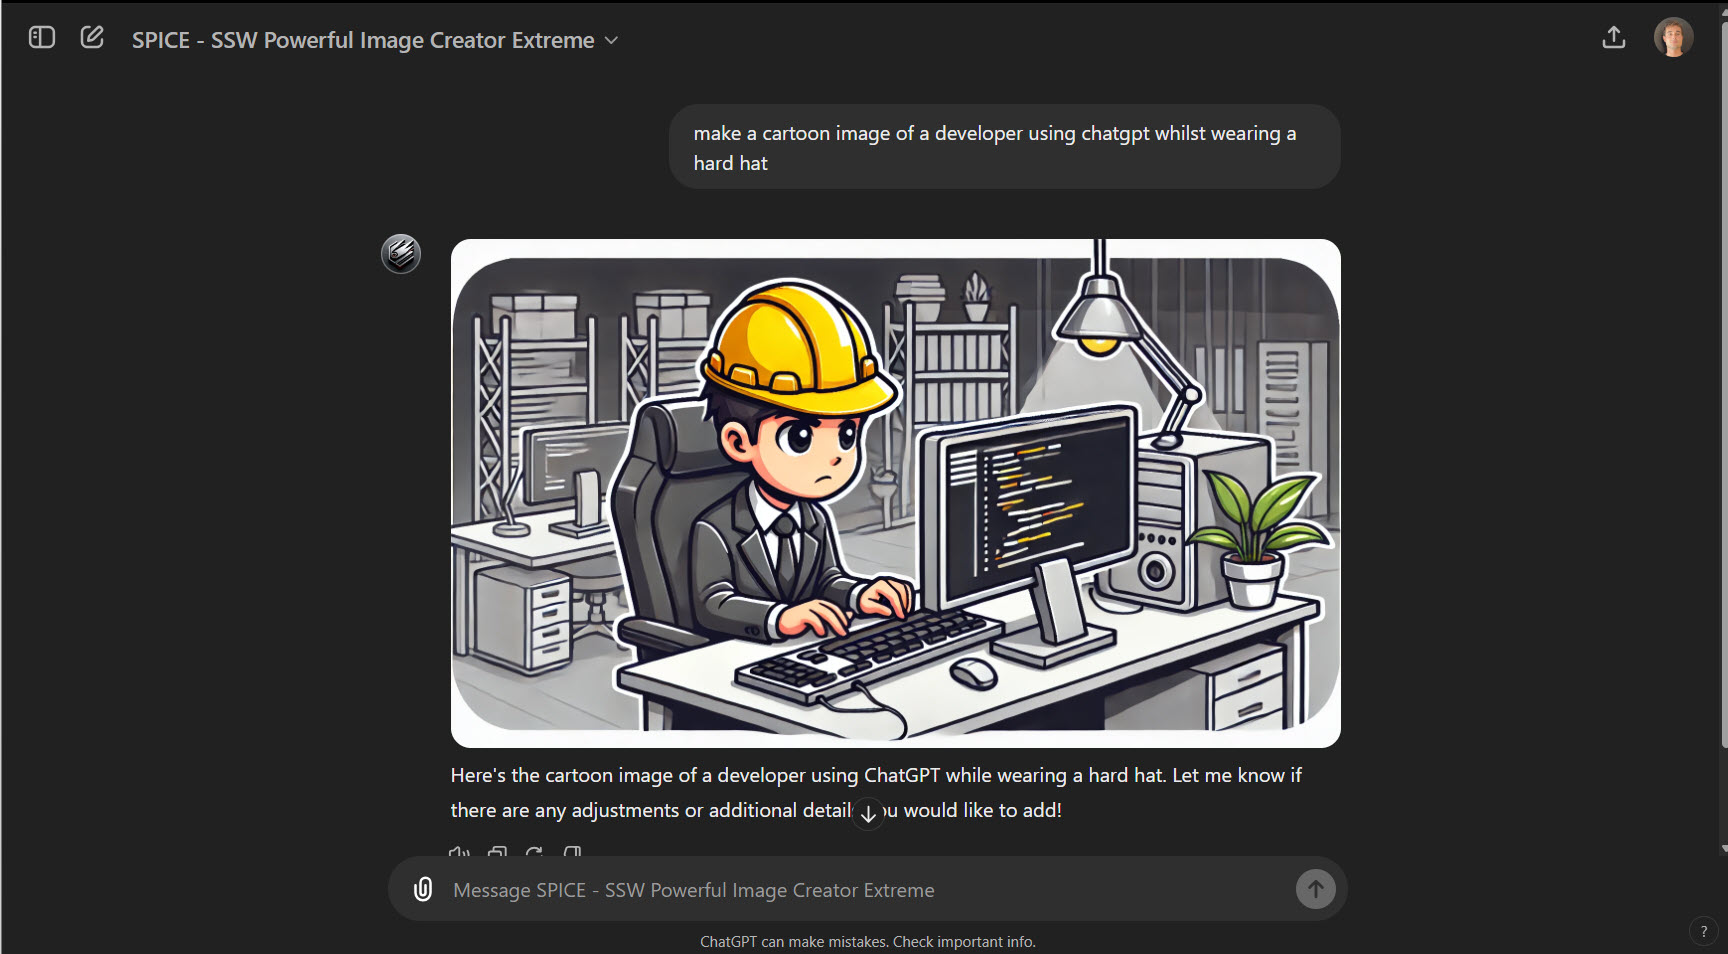 SPICE - SSW Powerful Image Creator Extreme
make a cartoon image of a developer using chatgpt whilst wearing a
hard hat
Here's the cartoon image of a developer using ChatGPT while wearing a hard hat. Let me know if
there are any adjustments or additional detail ou would like to add!
Message SPICE - SSW Powerful Image Creator Extreme
ChatGPT can make mistakes. Check important info.
?